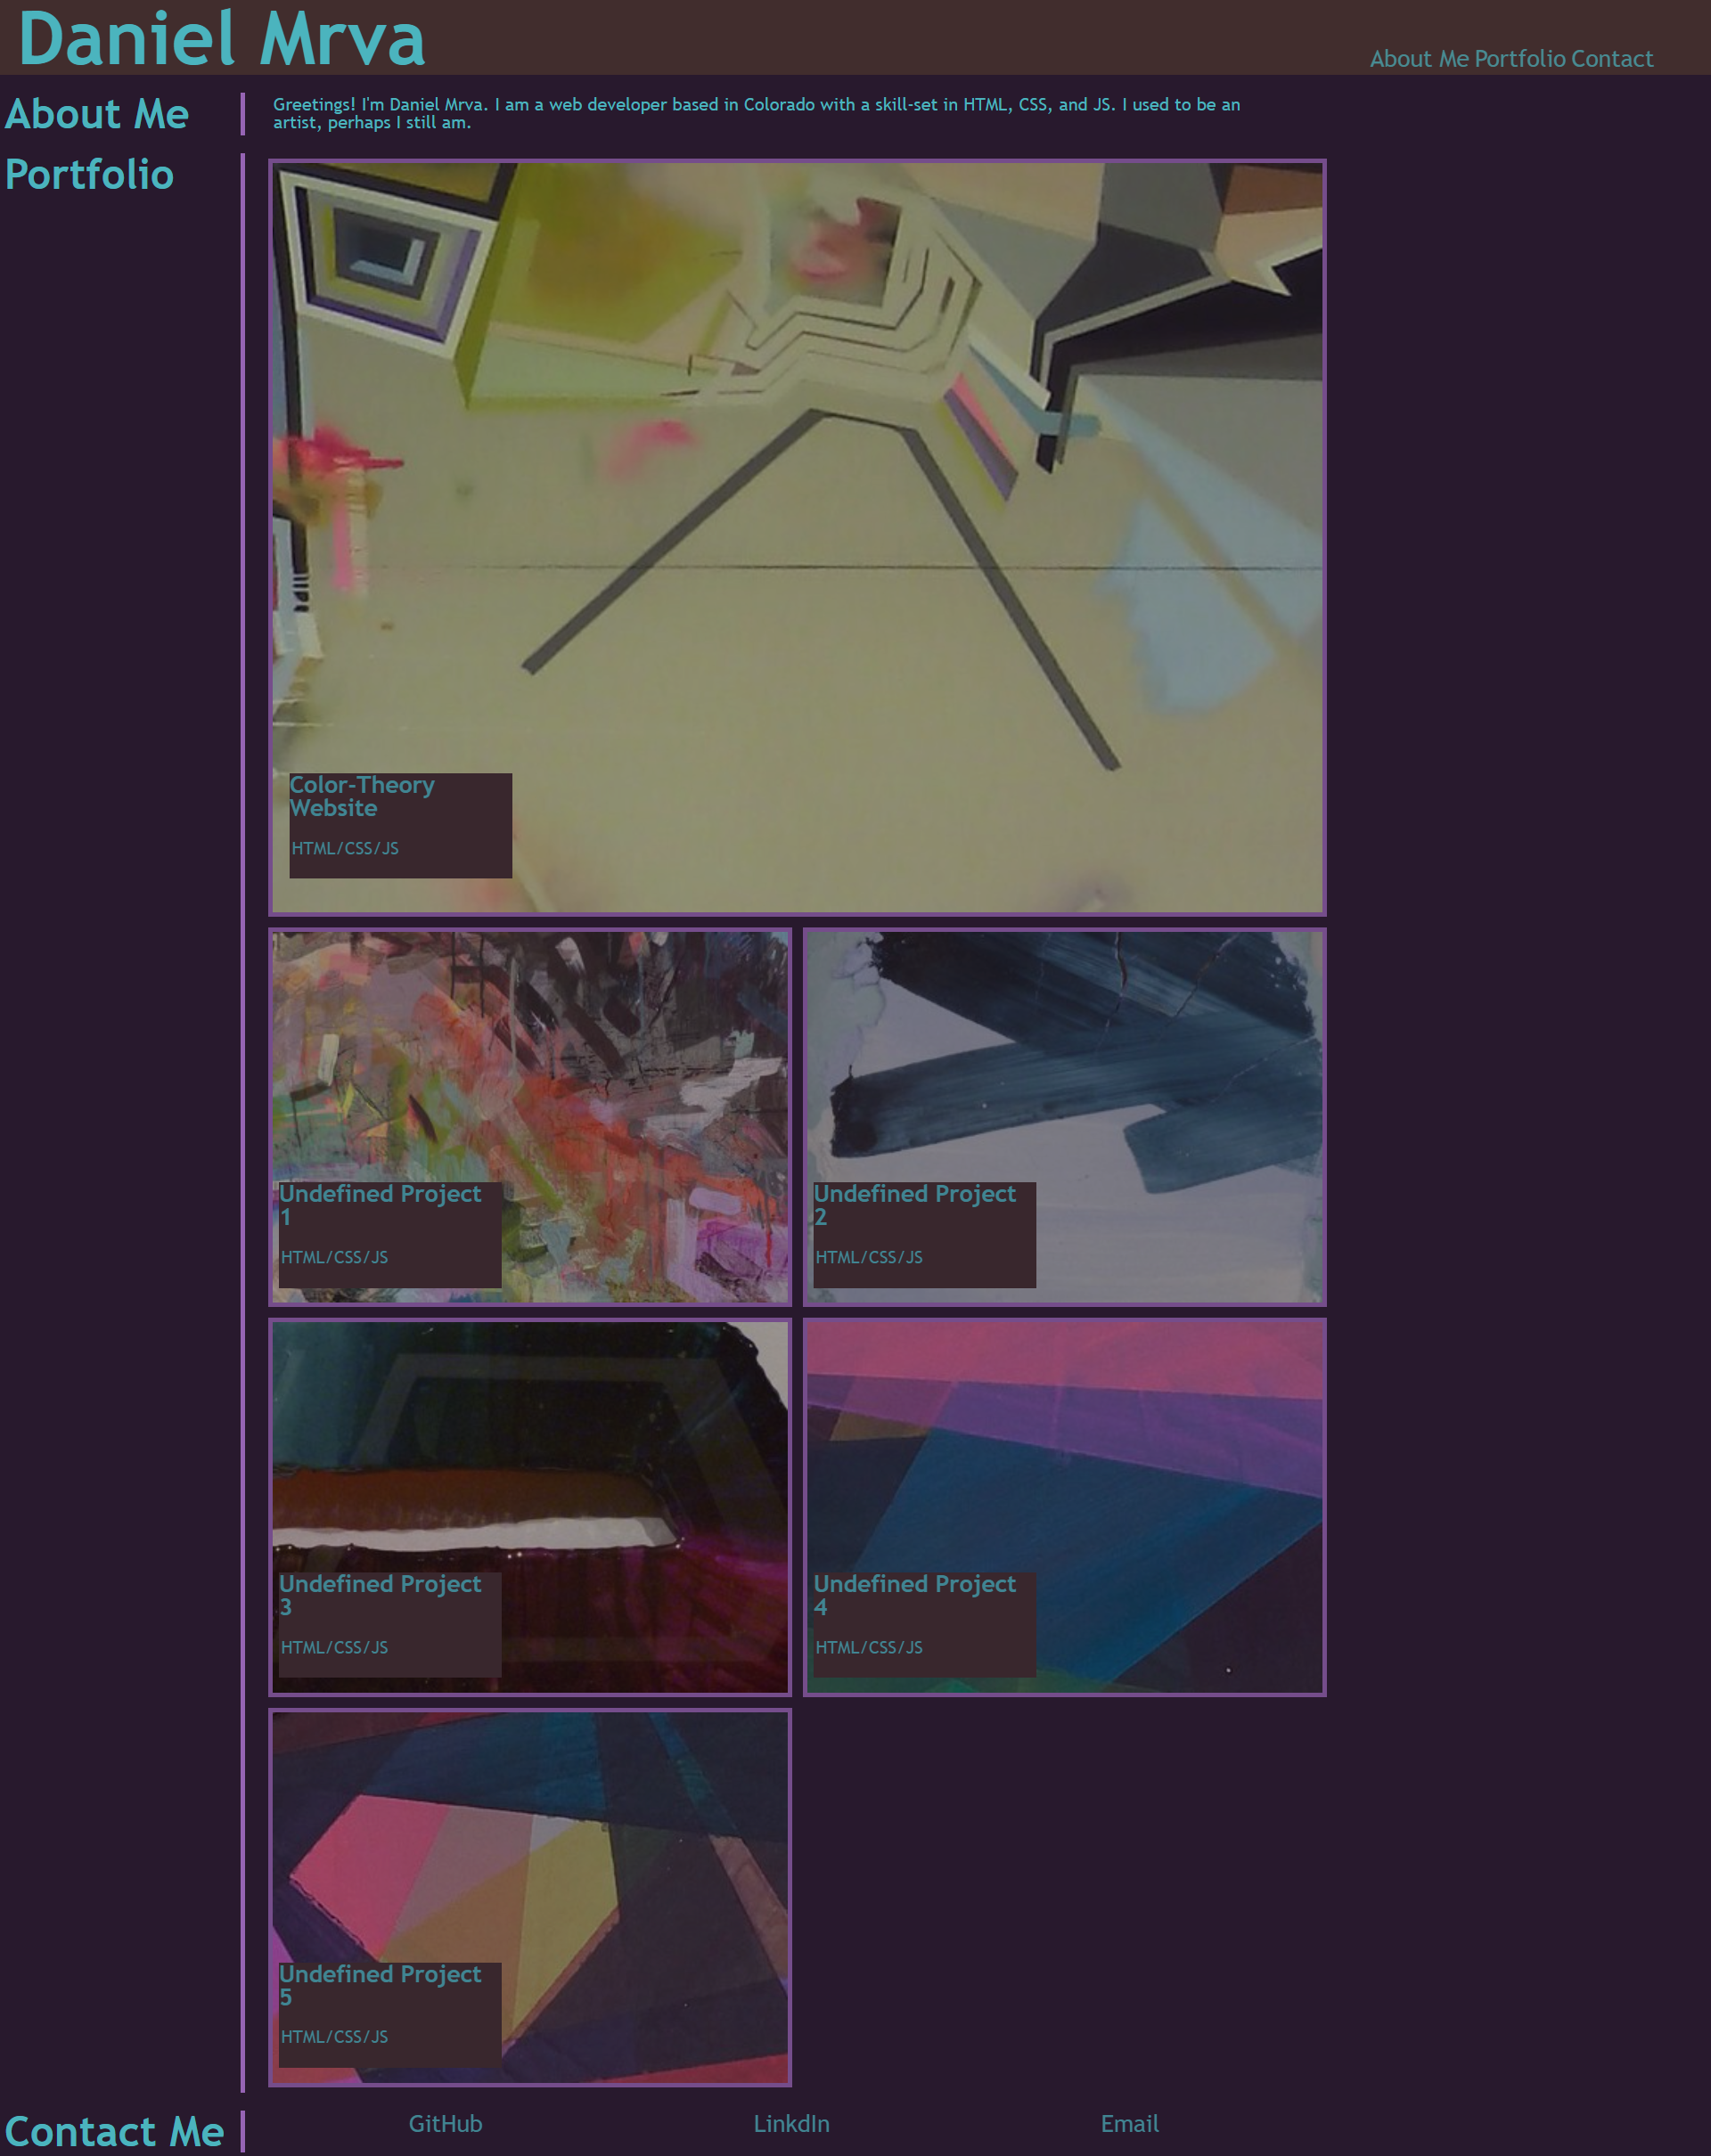 Daniel Mrva
About Me Portfolio Contact
About Me
Greetings! I'm Daniel Mrva. I am a web developer based in Colorado with a skill-set in HTML, CSS, and JS. I used to be an
artist, perhaps I still am.
Portfolio
Color-Theory
Website
HTML/CSS/JS
Undefined Project
1
HTML/CSS/JS
Undefined Project
2
HTML/CSS/JS
Undefined Project
3
HTML/CSS/JS
Undefined Project
4
HTML/CSS/JS
Undefined Project
5
HTML/CSS/JS
Contact Me
GitHub
LinkdIn
Email